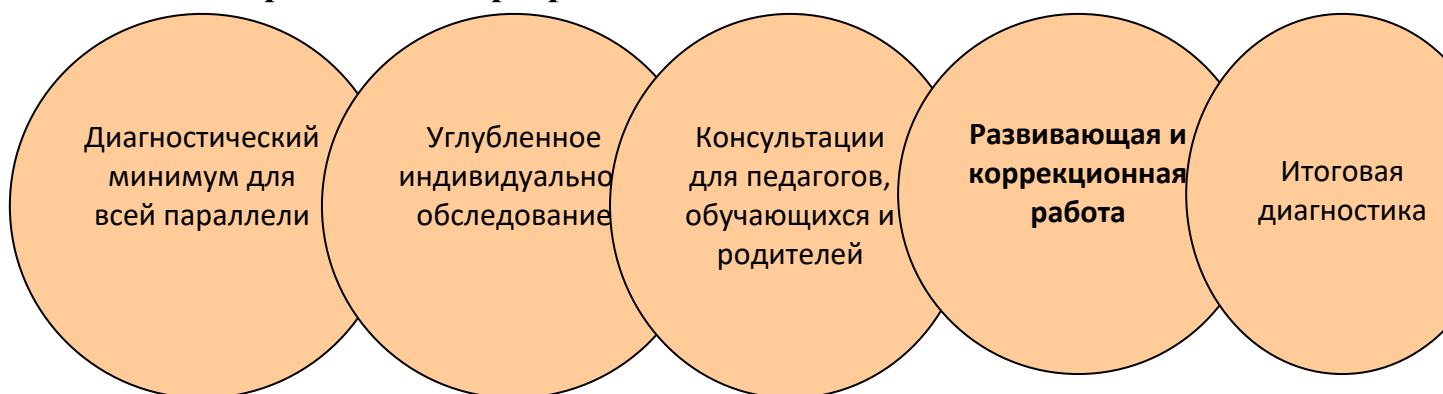 Диагностический
минимум для
всей параллели
Углубленное
индивидуально
обследование
Консультации
для педагогов,
обучающихся и
родителей
Развивающая и
коррекционная
работа
Итоговая
диагностика